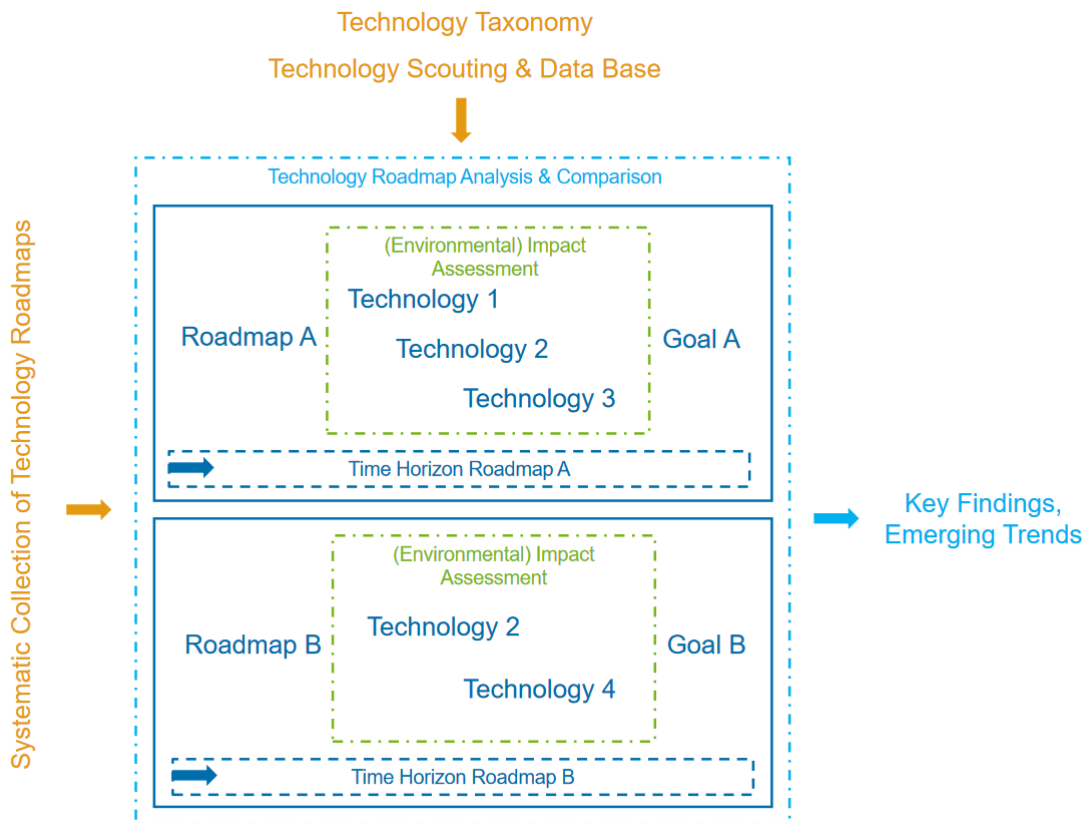 Technology Taxonomy
Technology Scouting & Data Base
Systematic Collection of Technology Roadmaps
Technology Roadmap Analysis & Comparison
(Environmental) Impact
Assessment
Technology 1
Roadmap A
Technology 2
Goal A
Technology 3
Time Horizon Roadmap A
(Environmental) Impact
Assessment
Technology 2
Roadmap B
Goal B
Technology 4
Time Horizon Roadmap B
Key Findings,
Emerging Trends